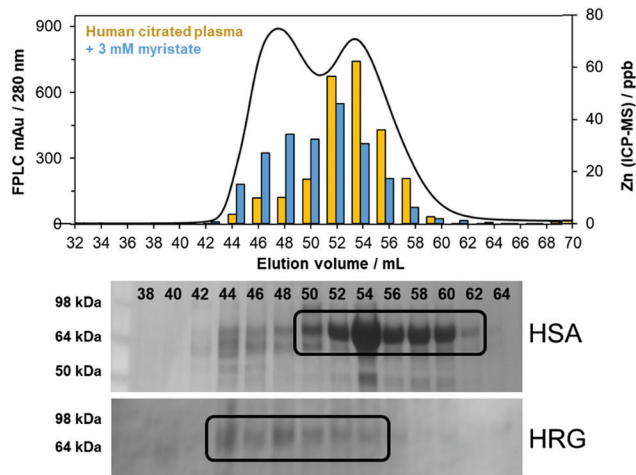 900
600
300
0
FPLC mAu / 280 nm
Human citrated plasma
+ 3 mM myristate
80
60
40
20
0
Zn (ICP-MS) / ppb
32 34 36 38 40 42 44 46 48 50 52 54 56 58 60 62 64 66 68 70
Elution volume / mL
38 40 42 44 46 48 50 52 54 56 58 60 62 64
98 kDa
64 kDa
50 kDa
HSA
98 kDa
64 kDa
HRG